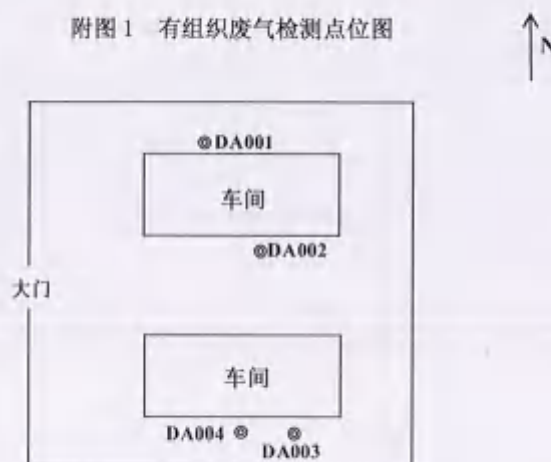 附图 1 有组织废气检测点位图
N
◎DA001
车间
◎DA002
大门
车间
DA004 ◎ ◎
DA003